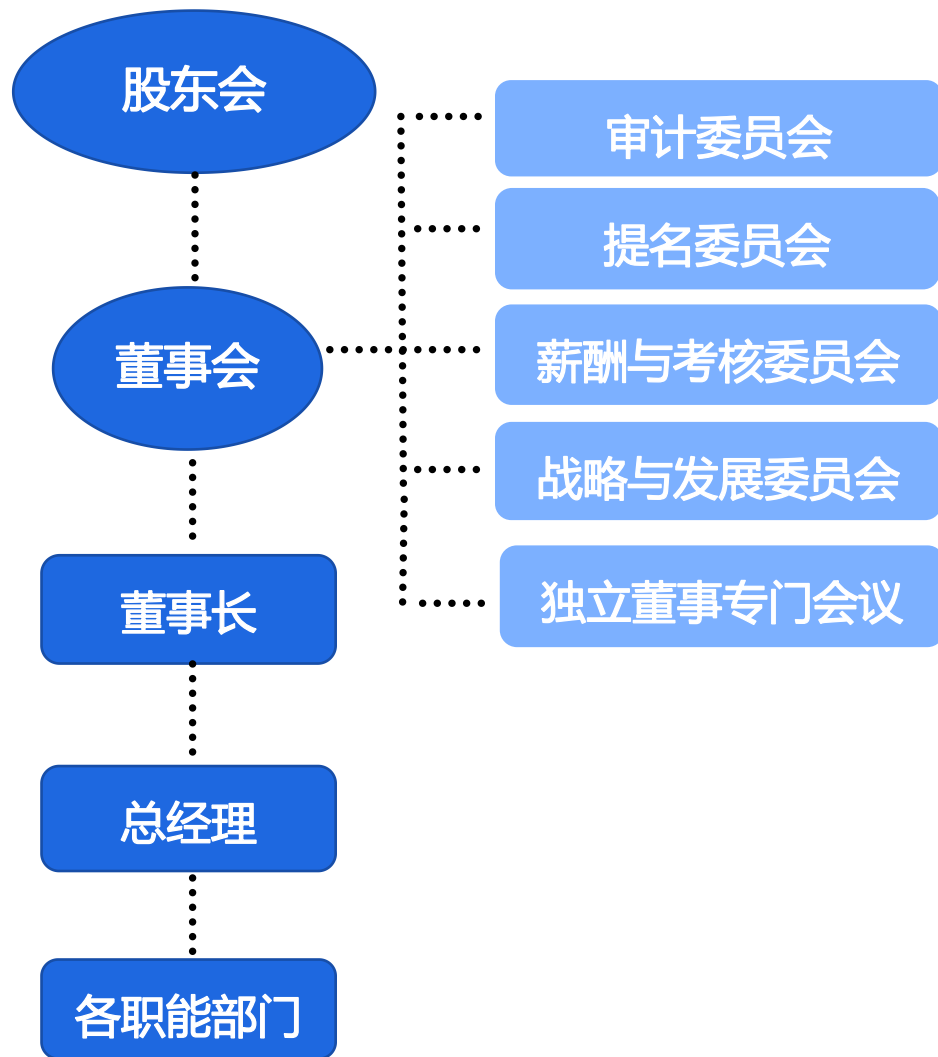 股东会
董事会
董事长
总经理
各职能部门
审计委员会
提名委员会
薪酬与考核委员会
战略与发展委员会
独立董事专门会议